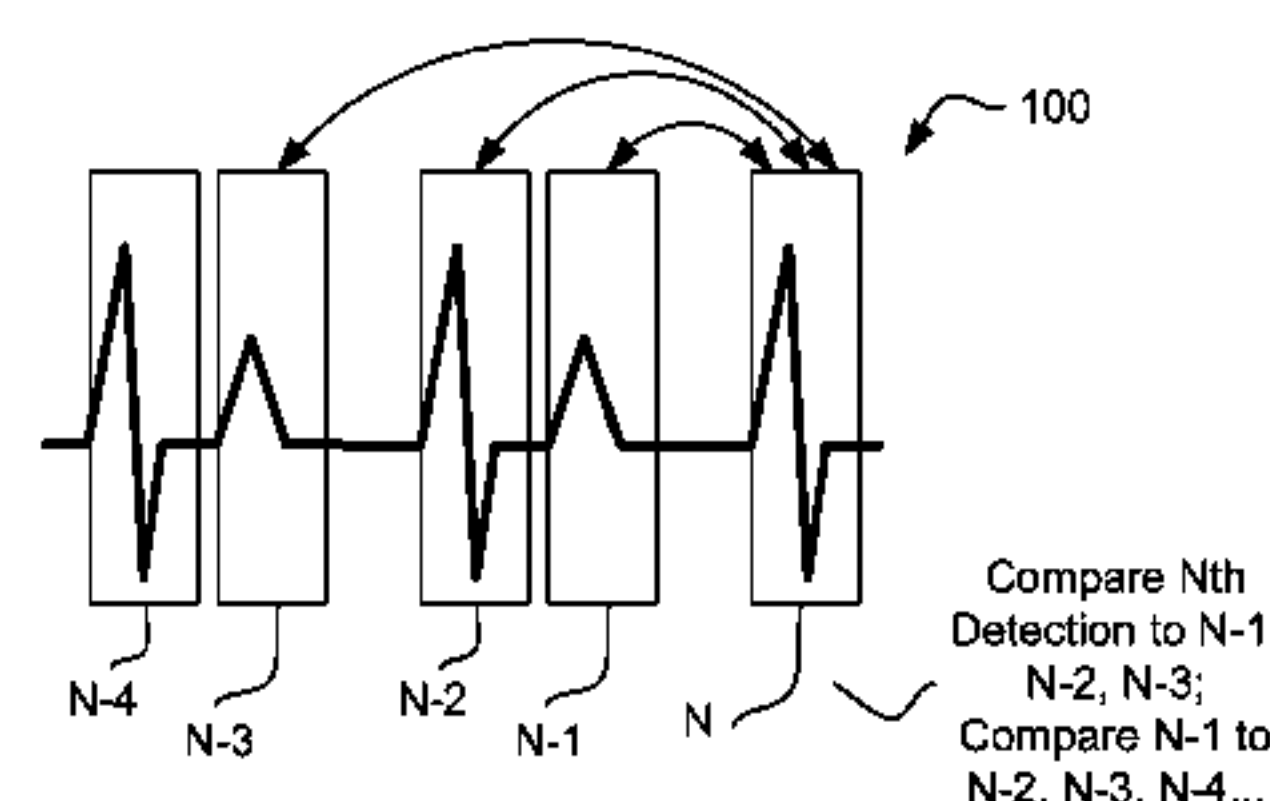 100
N-4
N-3
N-2
N-1
N
Compare Nth
Detection to N-1
N-2, N-3;
Compare N-1 to
N-2, N-3, N-4...